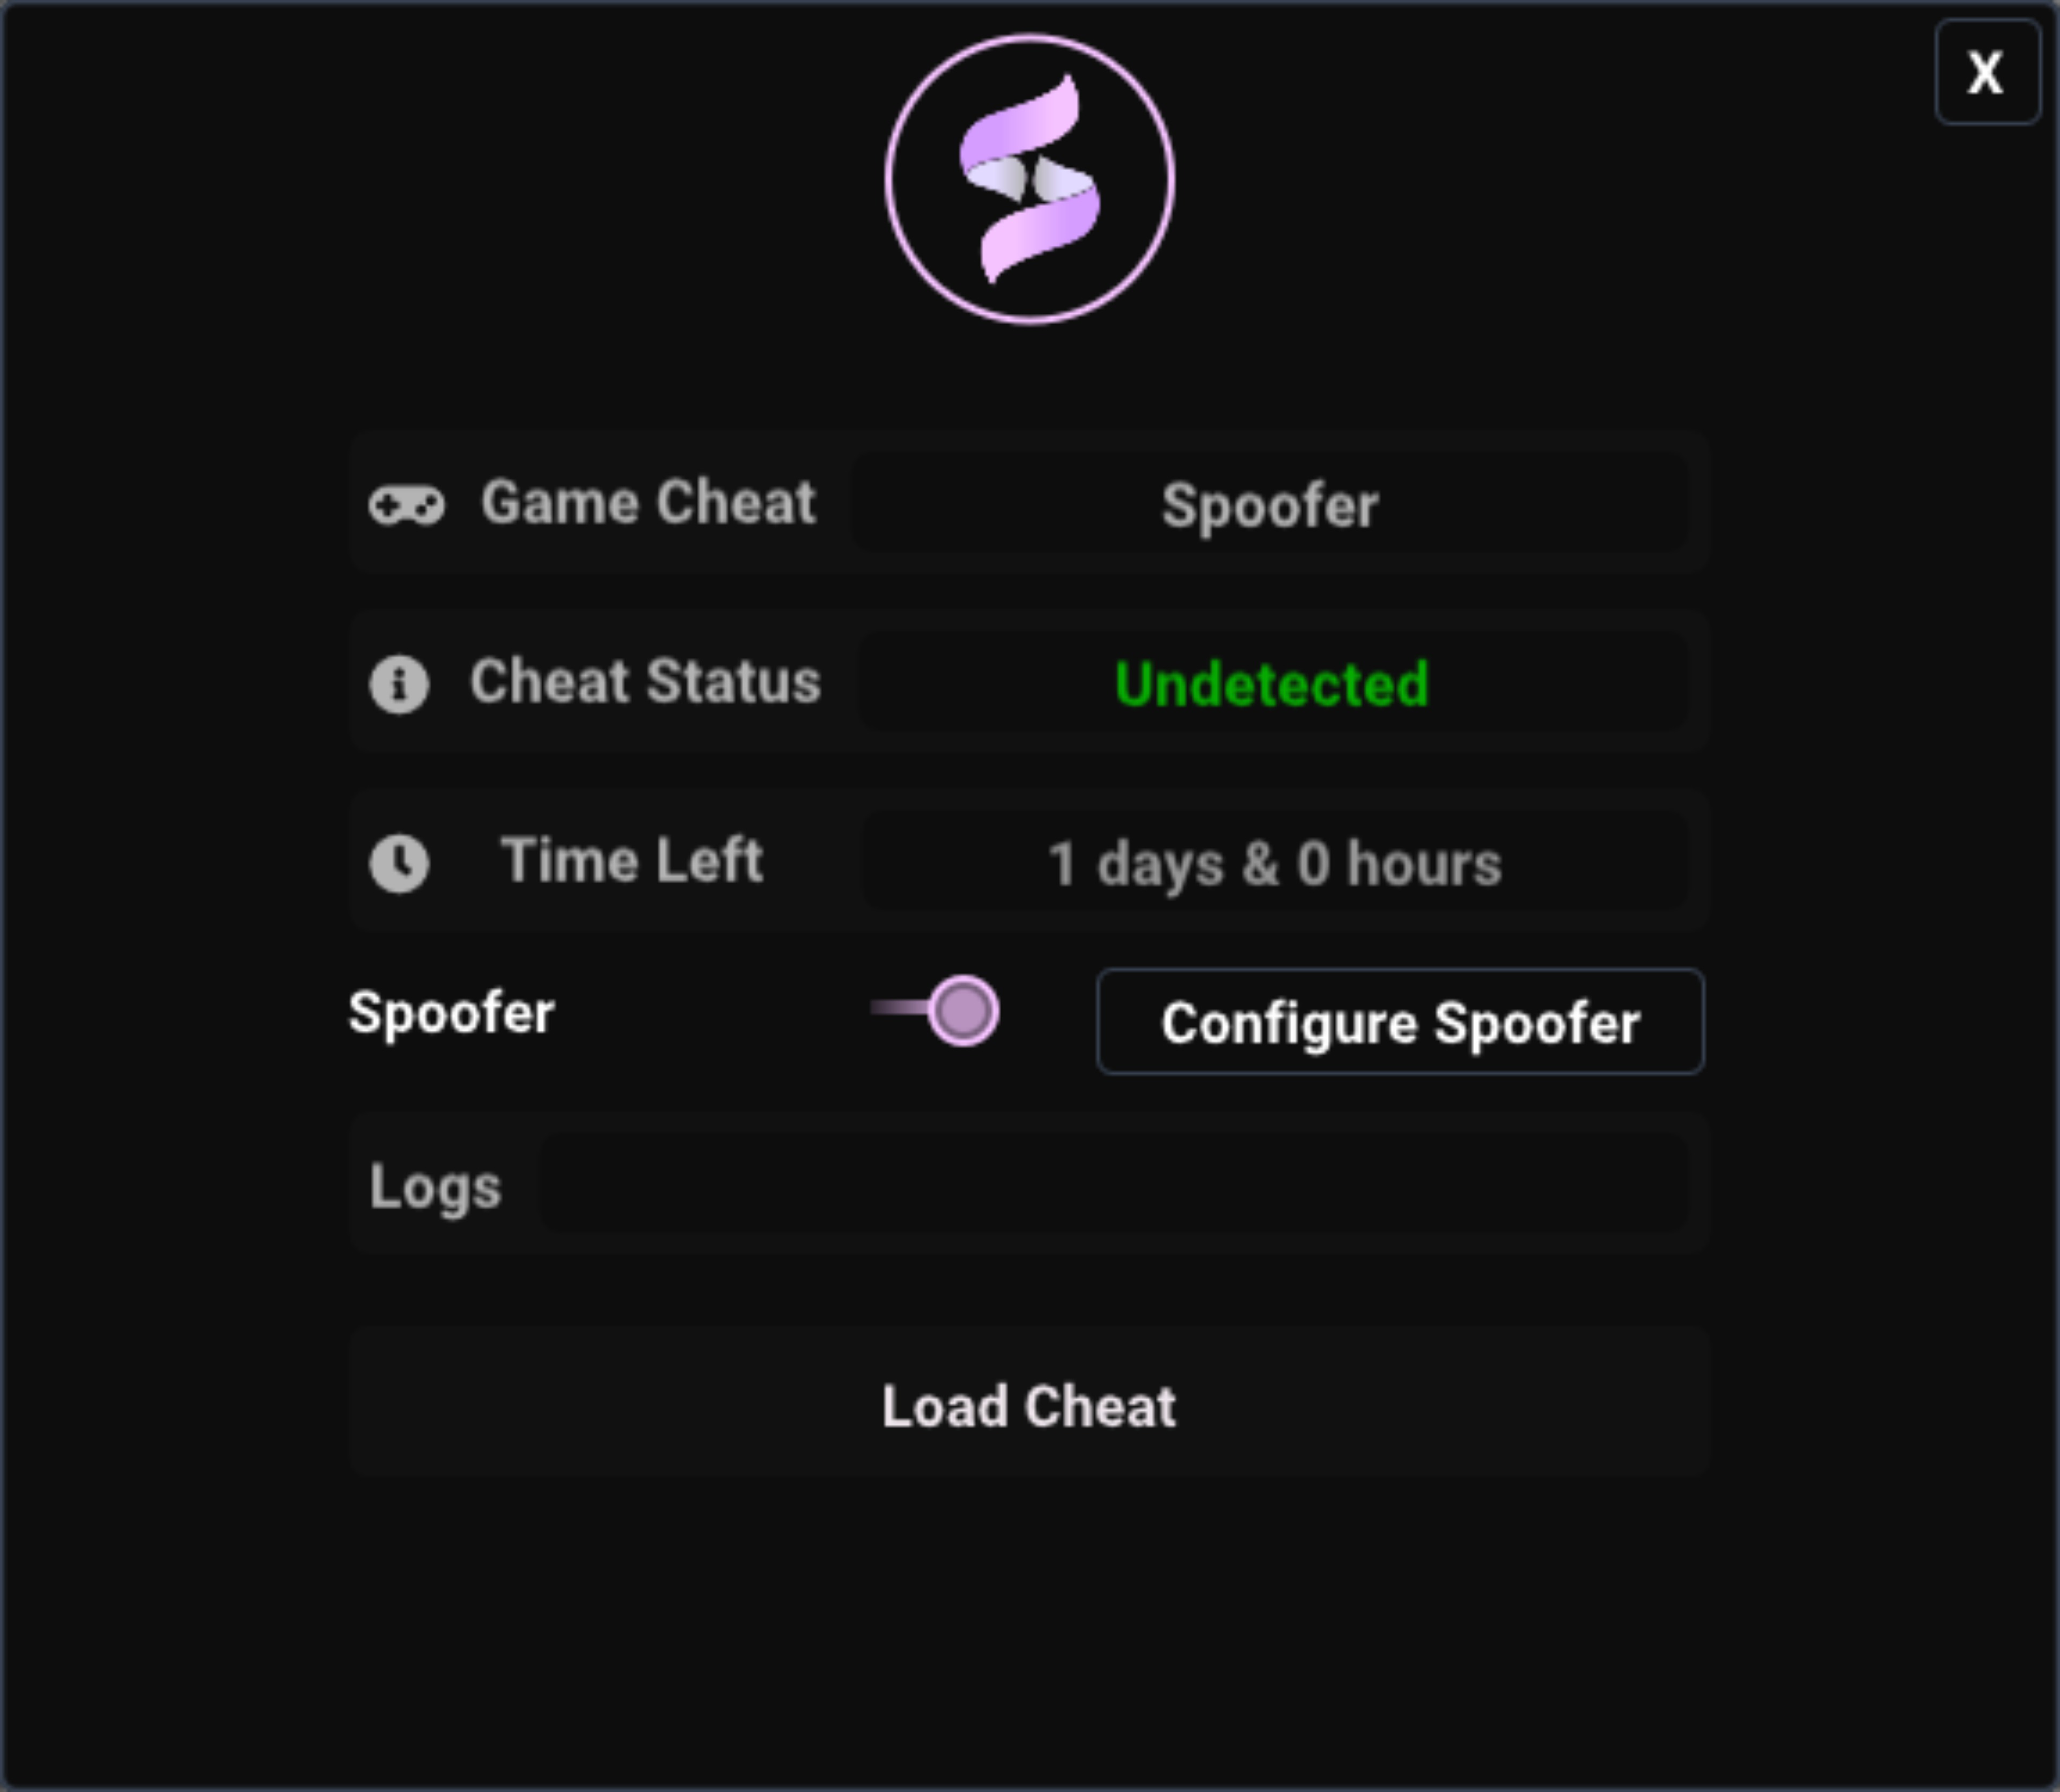 X
Game Cheat Spoofer
Cheat Status Undetected
Time Left 1 days & 0 hours
Spoofer Configure Spoofer
Logs
Load Cheat